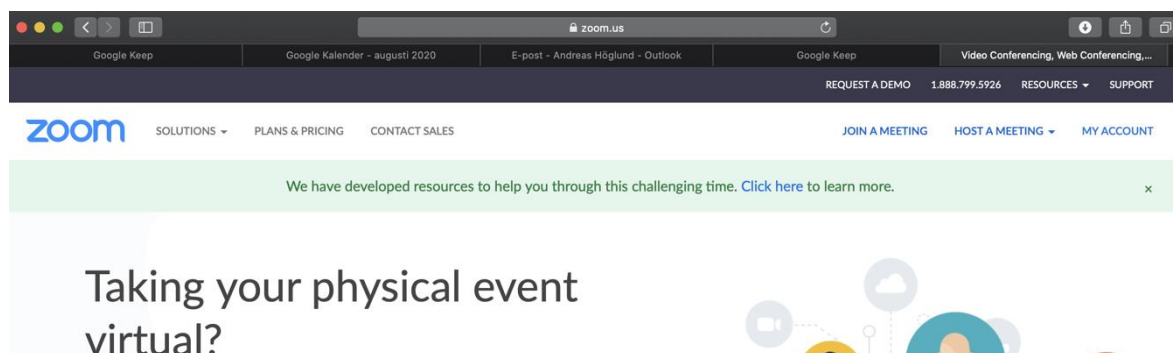 zoom.us
Google Keep Google Kalender - augusti 2020 E-post - Andreas Höglund - Outlook Google Keep Video Conferencing, Web Conferencing,...
REQUEST A DEMO 1.888.799.5926 RESOURCES SUPPORT
zoom SOLUTIONS PLANS & PRICING CONTACT SALES JOIN A MEETING HOST A MEETING MY ACCOUNT
We have developed resources to help you through this challenging time. Click here to learn more. ×
Taking your physical event
virtual?